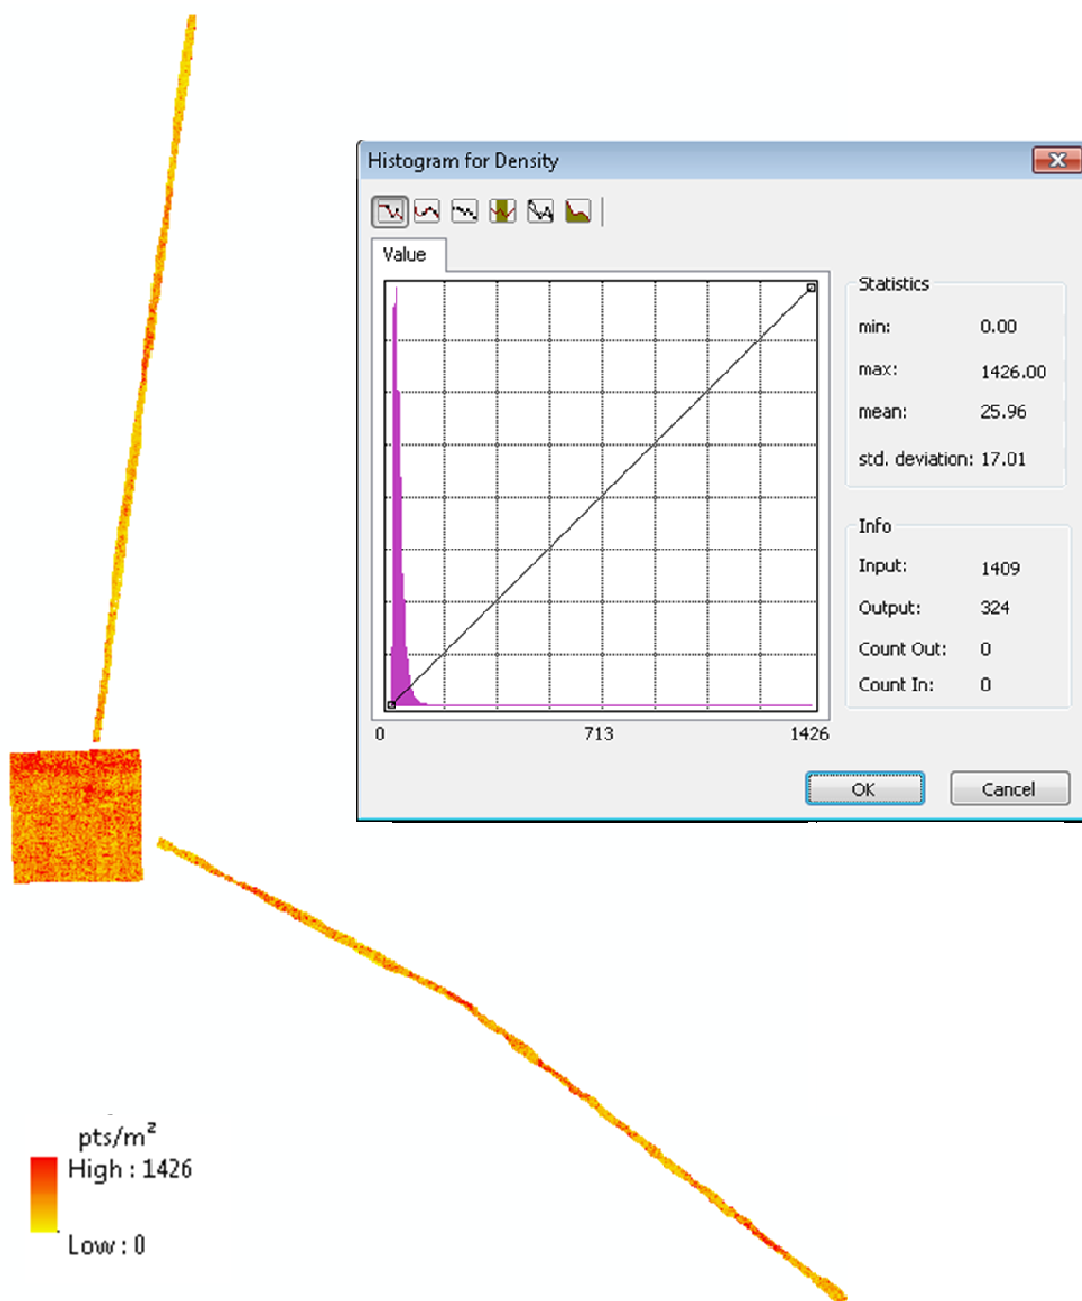 Histogram for Density
Value
Statistics
min: 0.00
max: 1426.00
mean: 25.96
std. deviation: 17.01
Info
Input: 1409
Output: 324
Count Out: 0
Count In: 0
0 713 1426
OK Cancel
pts/m²
High : 1426
Low : 0